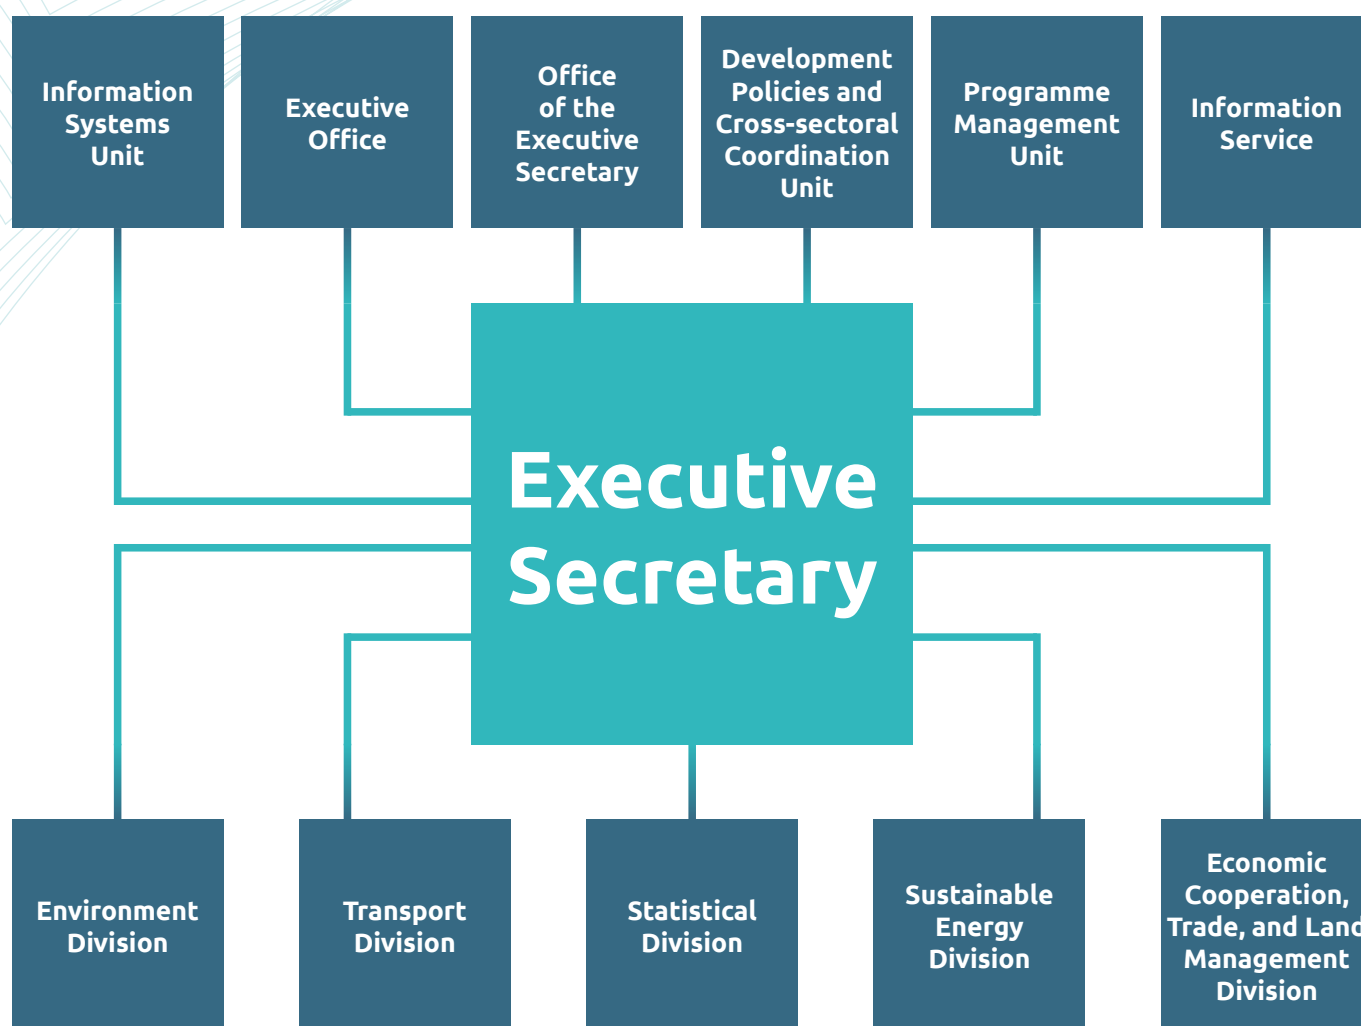 Information
Systems
Unit
Executive
Office
Office
of the
Executive
Secretary
Development
Policies and
Cross-sectoral
Coordination
Unit
Programme
Management
Unit
Information
Service
Executive
Secretary
Environment
Division
Transport
Division
Statistical
Division
Sustainable
Energy
Division
Economic
Cooperation,
Trade, and Land
Management
Division